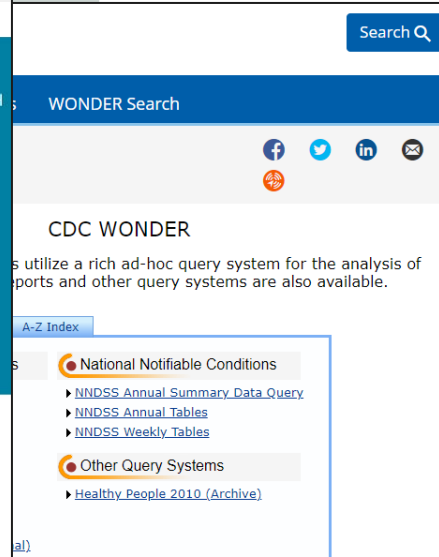 Search
s WONDER Search
CDC WONDER
s utilize a rich ad-hoc query system for the analysis of
ports and other query systems are also available.
A-Z Index
s National Notifiable Conditions
NNDSS Annual Summary Data Query
NNDSS Annual Tables
NNDSS Weekly Tables
Other Query Systems
Healthy People 2010 (Archive)
al)